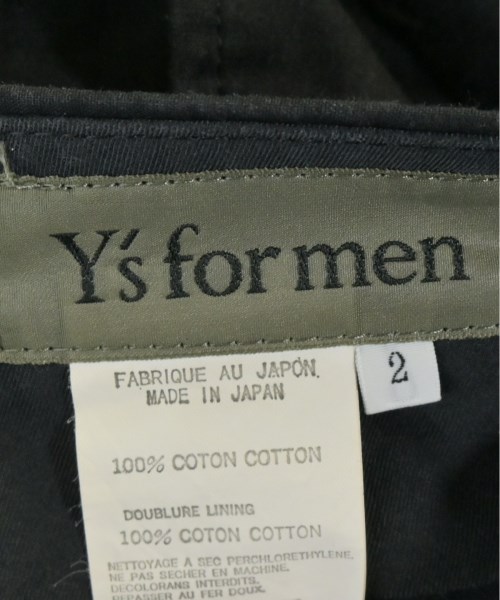 Y's for men
2
FABRIQUE AU JAPON.
MADE IN JAPAN
100% COTON COTTON
DOUBLURE LINING
100% COTON COTTON
NETTOYAGE A SEC PERCHLORETHYLENE.
NE PAS SECHER EN MACHINE.
DECOLORANS INTERDITS.
REPASSER AU FER DOUX.